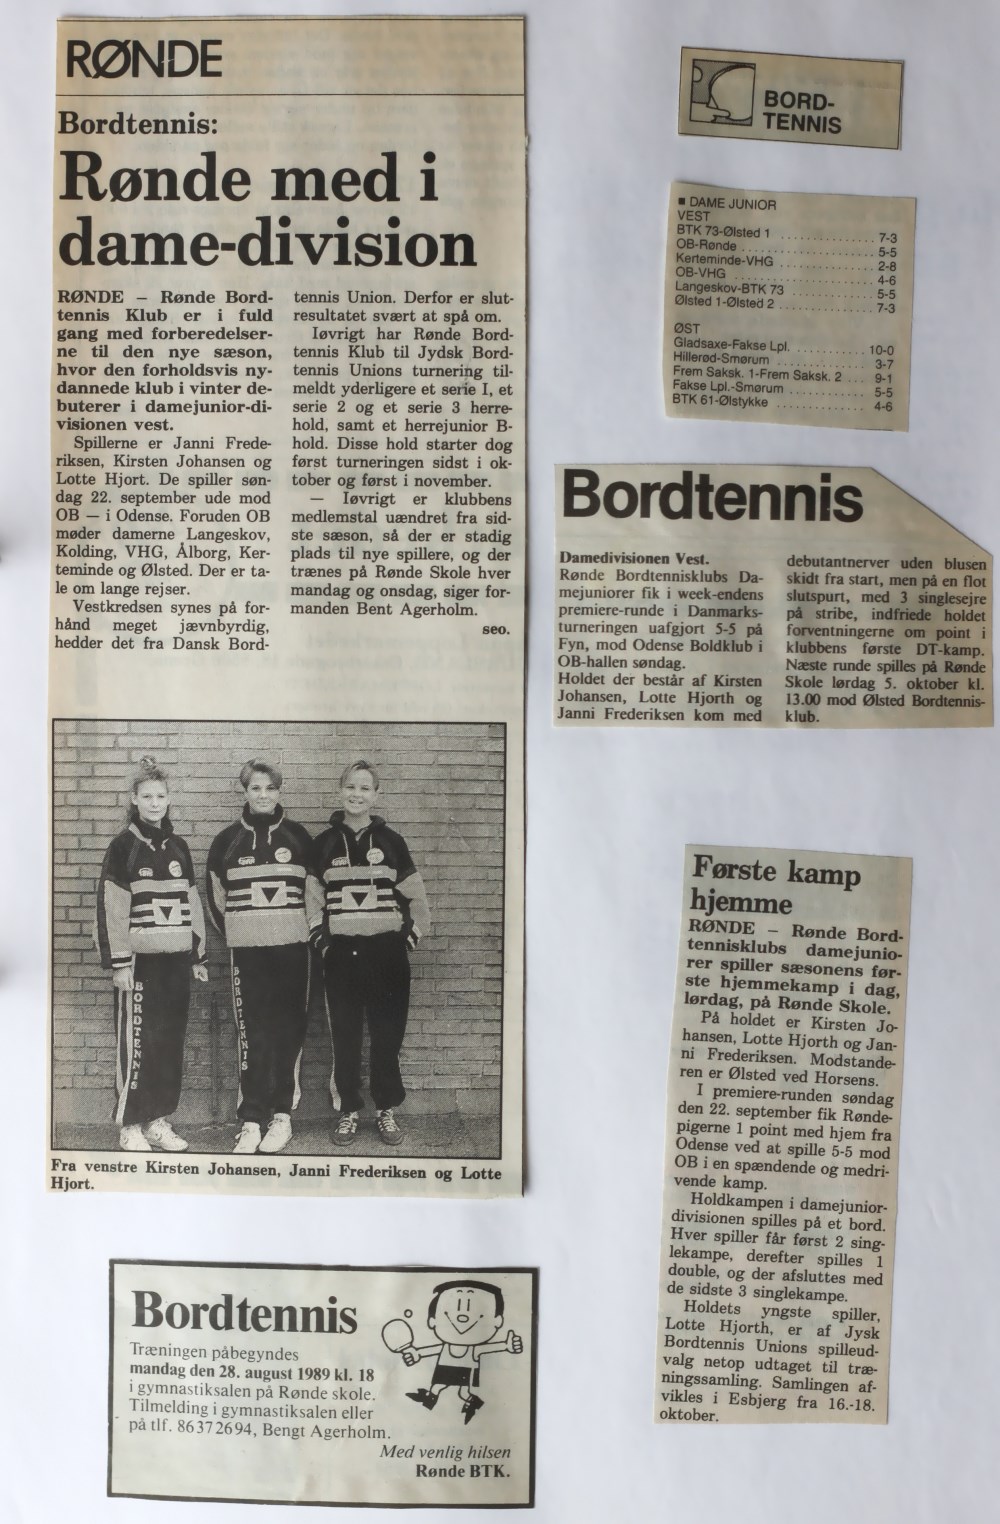 RØNDE
Bordtennis:
Rønde med i
dame-division
RØNDE – Rønde Bord-
tennis Klub er i fuld
gang med forberedelser-
ne til den nye sæson,
hvor den forholdsvis ny-
dannede klub i vinter de-
buterer i damejunior-di-
visionen vest.
Spillerne er Janni Frede-
riksen, Kirsten Johansen og
Lotte Hjort. De spiller søn-
dag 22. september ude mod
OB — i Odense. Foruden OB
møder damerne Langeskov,
Kolding, VHG, Ålborg, Ker-
teminde og Ølsted. Der er ta-
le om lange rejser.
Vestkredsen synes på for-
hånd meget jævnbyrdig,
hedder det fra Dansk Bord-
tennis Union. Derfor er slut-
resultatet svært at spå om.
Iøvrigt har Rønde Bord-
tennis Klub til Jydsk Bord-
tennis Unions turnering til-
meldt yderligere et serie I, et
serie 2 og et serie 3 herre-
hold, samt et herrejunior B-
hold. Disse hold starter dog
først turneringen sidst i ok-
tober og først i november.
— Iøvrigt er klubbens
medlemstal uændret fra sid-
ste sæson, så der er stadig
plads til nye spillere, og der
trænes på Rønde Skole hver
mandag og onsdag, siger for-
manden Bent Agerholm.
seo.
BORDTENNIS
BORDTENNIS
Fra venstre Kirsten Johansen, Janni Frederiksen og Lotte
Hjort.
Bordtennis
Træningen påbegyndes
mandag den 28. august 1989 kl. 18
i gymnastiksalen på Rønde skole.
Tilmelding i gymnastiksalen eller
på tlf. 86372694, Bengt Agerholm.
Med venlig hilsen
Rønde BTK.
BORD-
TENNIS
■ DAME JUNIOR
VEST
BTK 73-Ølsted 1 .............. 7-3
OB-Rønde .................... 5-5
Kerteminde-VHG .............. 2-8
OB-VHG ...................... 4-6
Langeskov-BTK 73 ............ 5-5
Ølsted 1-Ølsted 2 ............ 7-3
ØST
Gladsaxe-Fakse Lpl. .......... 10-0
Hillerød-Smørum ............. 3-7
Frem Saksk. 1-Frem Saksk. 2 ... 9-1
Fakse Lpl.-Smørum ........... 5-5
BTK 61-Ølstykke ............. 4-6
Bordtennis
Damedivisionen Vest.
Rønde Bordtennisklubs Da-
mejuniorer fik i week-endens
premiere-runde i Danmarks-
turneringen uafgjort 5-5 på
Fyn, mod Odense Boldklub i
OB-hallen søndag.
Holdet der består af Kirsten
Johansen, Lotte Hjorth og
Janni Frederiksen kom med
debutantnerver uden blusen
skidt fra start, men på en flot
slutspurt, med 3 singlesejre
på stribe, indfriede holdet
forventningerne om point i
klubbens første DT-kamp.
Næste runde spilles på Rønde
Skole lørdag 5. oktober kl.
13.00 mod Ølsted Bordtennis-
klub.
Første kamp
hjemme
RØNDE – Rønde Bord-
tennisklubs damejunio-
rer spiller sæsonens før-
ste hjemmekamp i dag,
lørdag, på Rønde Skole.
På holdet er Kirsten Jo-
hansen, Lotte Hjorth og Jan-
ni Frederiksen. Modstande-
ren er Ølsted ved Horsens.
I premiere-runden søndag
den 22. september fik Rønde-
pigerne 1 point med hjem fra
Odense ved at spille 5-5 mod
OB i en spændende og medri-
vende kamp.
Holdkampen i damejunior-
divisionen spilles på et bord.
Hver spiller får først 2 sing-
lekampe, derefter spilles 1
double, og der afsluttes med
de sidste 3 singlekampe.
Holdets yngste spiller,
Lotte Hjorth, er af Jysk
Bordtennis Unions spilleud-
valg netop udtaget til træ-
ningssamling. Samlingen af-
vikles i Esbjerg fra 16.-18.
oktober.